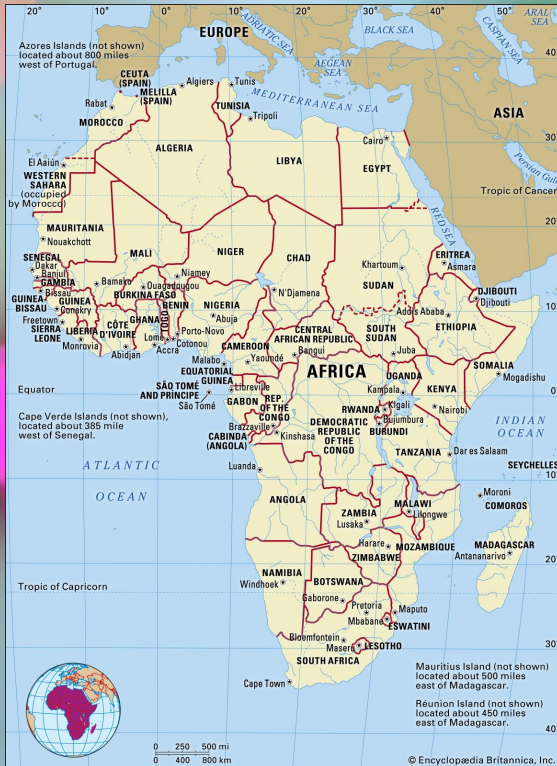 20°
10°
0°
10°
20°
30°
40°
50°
ARAL
SEA
CASPIAN SEA
BLACK SEA
ADRIATIC SEA
EUROPE
40°
Azores Islands (not shown)
located about 800 miles
west of Portugal.
AEGEAN
SEA
CEUTA
(SPAIN)
MELILLA
(SPAIN)
Algiers
Tunis
MEDITERRANEAN SEA
ASIA
Rabat
TUNISIA
Tripoli
MOROCCO
30°
Cairo
ALGERIA
LIBYA
EGYPT
Persian Gulf
El Aaiún
WESTERN
SAHARA
(occupied
by Morocco)
Tropic of Cancer
RED SEA
20°
MAURITANIA
Nouakchott
MALI
NIGER
CHAD
ERITREA
Asmara
SENEGAL
Dakar
Banjul
GAMBIA
Bissau
GUINEA
BISSAU
Bamako
Niamey
Ouagadougou
BURKINA FASO
Khartoum
SUDAN
N'Djamena
DJIBOUTI
Djibouti
10°
GUINEA
Conakry
BENIN
NIGERIA
Abuja
Addis Ababa
ETHIOPIA
Freetown
SIERRA
LEONE
LIBERIA
Monrovia
CÔTE
D'IVOIRE
GHANA
TOGO
Lomé
Porto-Novo
Cotonou
Abidjan
Accra
CENTRAL
AFRICAN REPUBLIC
Bangui
SOUTH
SUDAN
Juba
CAMEROON
Yaoundé
Malabo
EQUATORIAL
GUINEA
AFRICA
SOMALIA
Mogadishu
UGANDA
Kampala
KENYA
Nairobi
Equator
0°
SÃO TOMÉ
AND PRÍNCIPE
São Tomé
Libreville
GABON
REP.
OF THE
CONGO
Brazzaville
Kinshasa
CABINDA
(ANGOLA)
DEMOCRATIC
REPUBLIC
OF THE
CONGO
RWANDA
Kigali
Bujumbura
BURUNDI
INDIAN
OCEAN
Cape Verde Islands (not shown),
located about 385 mile
west of Senegal.
TANZANIA
Dar es Salaam
SEYCHELLES
ATLANTIC
OCEAN
Luanda
10°
ANGOLA
ZAMBIA
Lusaka
MALAWI
Lilongwe
Moroni
COMOROS
Harare
ZIMBABWE
MOZAMBIQUE
MADAGASCAR
Antananarivo
20°
NAMIBIA
Windhoek
BOTSWANA
Gaborone
Tropic of Capricorn
Pretoria
Maputo
Mbabane
ESWATINI
Bloemfontein
Maseru
LESOTHO
30°
SOUTH AFRICA
Cape Town
Mauritius Island (not shown)
located about 500 miles
east of Madagascar.
Réunion Island (not shown)
located about 450 miles
east of Madagascar.
40°
0 250 500 mi
0 400 800 km
© Encyclopædia Britannica, Inc.